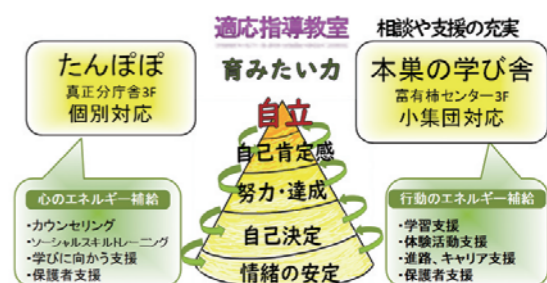 適応指導教室
相談や支援の充実
育みたい力
たんぽぽ
真正分庁舎3F
個別対応
本巣の学び舎
富有柿センター3F
小集団対応
自立
自己肯定感
努力・達成
自己決定
情緒の安定
心のエネルギー補給
・カウンセリング
・ソーシャルスキルトレーニング
・学びに向かう支援
・保護者支援
行動のエネルギー補給
・学習支援
・体験活動支援
・進路、キャリア支援
・保護者支援